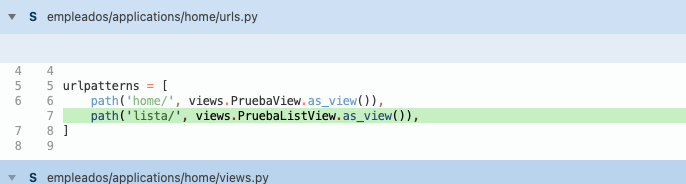 S empleados/applications/home/urls.py
4 4
5 5 urlpatterns = [
6 6     path('home/', views.PruebaView.as_view()),
7     path('lista/', views.PruebaListView.as_view()),
7 8 ]
8 9
S empleados/applications/home/views.py